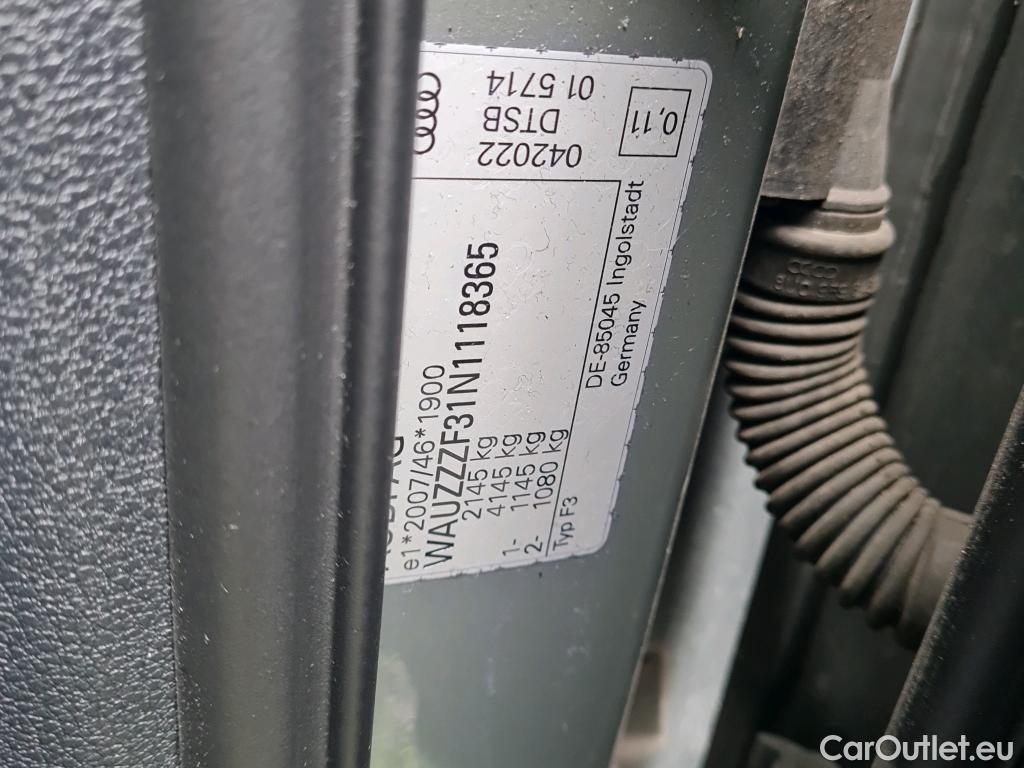 e1*2007/46*1900
WAUZZZF31N1118365
2145 kg
4145 kg
1- 1145 kg
2- 1080 kg
Typ F3
DE-85045 Ingolstadt
Germany
042022
DTSB
01 5714
0,11
CarOutlet.eu